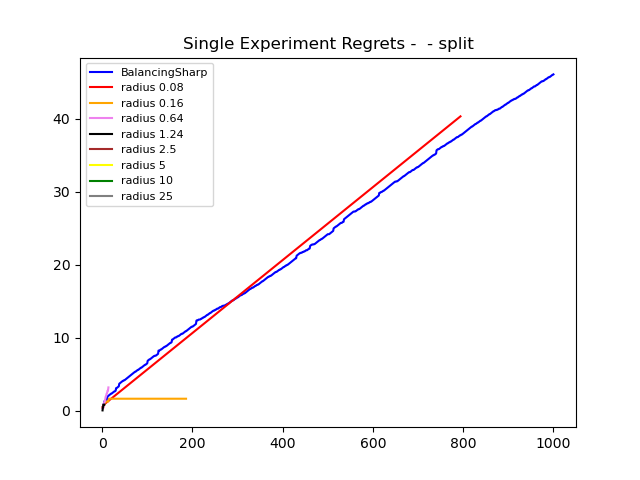 Single Experiment Regrets -  - split
BalancingSharp
radius 0.08
radius 0.16
radius 0.64
radius 1.24
radius 2.5
radius 5
radius 10
radius 25
40
30
20
10
0
0 200 400 600 800 1000